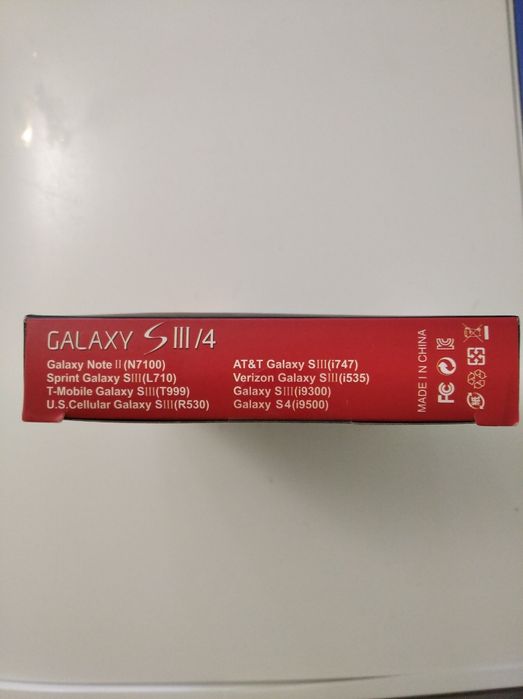 GALAXY SIII/4
Galaxy Note II(N7100)
Sprint Galaxy SIII(L710)
T-Mobile Galaxy SIII(T999)
U.S.Cellular Galaxy SIII(R530)
AT&T Galaxy SIII(i747)
Verizon Galaxy SIII(i535)
Galaxy SIII(i9300)
Galaxy S4(i9500)
MADE IN CHINA
FC